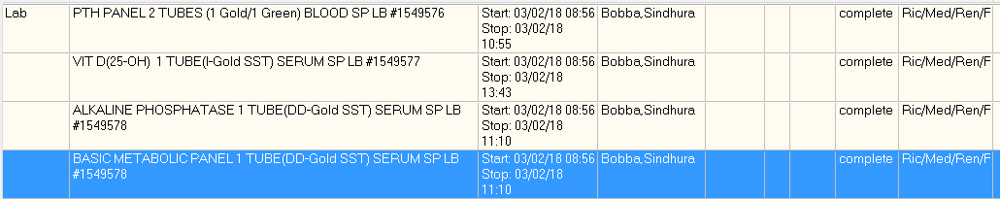 Lab PTH PANEL 2 TUBES (1 Gold/1 Green) BLOOD SP LB #1549576 Start: 03/02/18 08:56 Bobba,Sindhura complete Ric/Med/Ren/F
Stop: 03/02/18
10:55
VIT D(25-OH) 1 TUBE(I-Gold SST) SERUM SP LB #1549577 Start: 03/02/18 08:56 Bobba,Sindhura complete Ric/Med/Ren/F
Stop: 03/02/18
13:43
ALKALINE PHOSPHATASE 1 TUBE(DD-Gold SST) SERUM SP LB Start: 03/02/18 08:56 Bobba,Sindhura complete Ric/Med/Ren/F
#1549578 Stop: 03/02/18
11:10
BASIC METABOLIC PANEL 1 TUBE(DD-Gold SST) SERUM SP LB Start: 03/02/18 08:56 Bobba,Sindhura complete Ric/Med/Ren/F
#1549578 Stop: 03/02/18
11:10